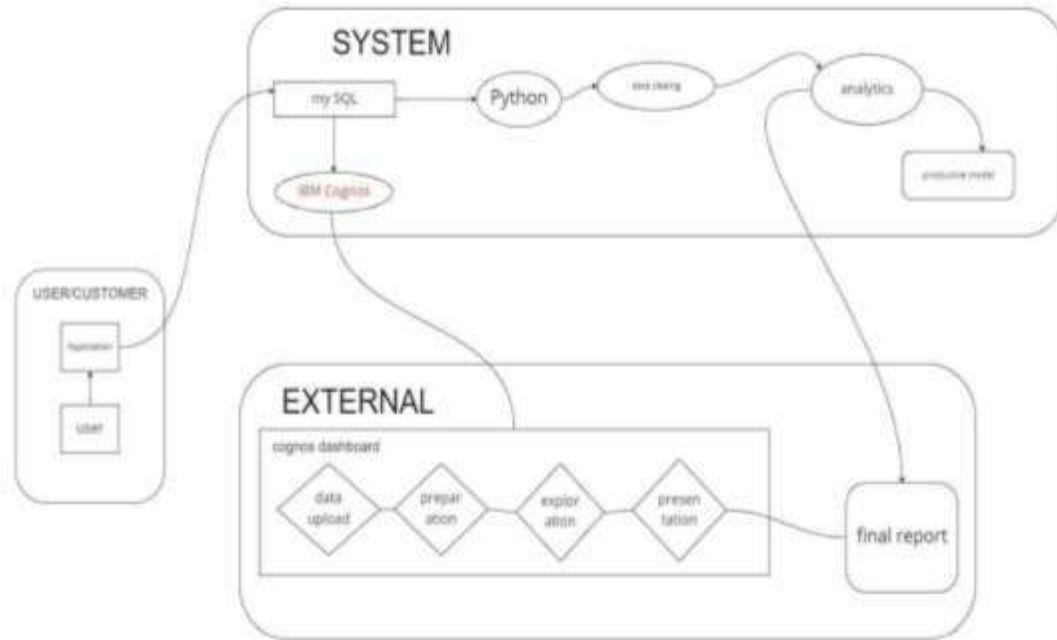 SYSTEM
my SQL
Python
analytics
IBM Cognos
model
USER/CUSTOMER
USER
EXTERNAL
cognos dashboard
data
upload
prepar
ation
explor
ation
presen
tation
final report